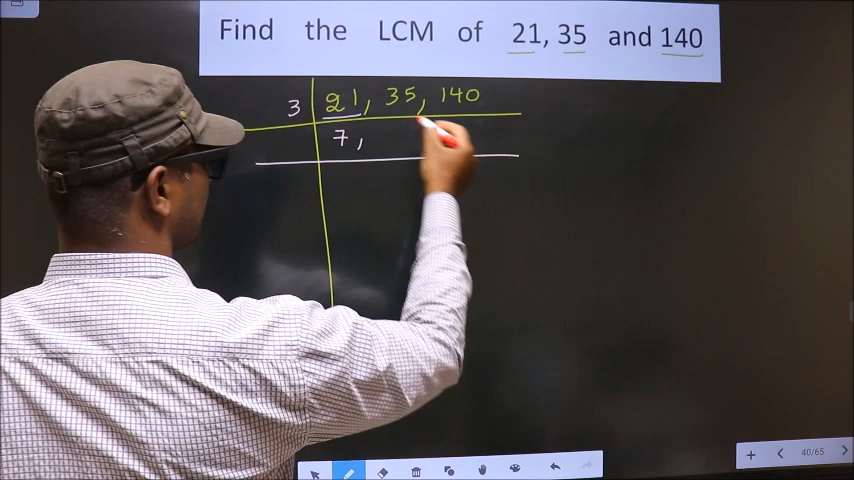 Find the LCM of 21, 35 and 140
3 21, 35, 140
7,
40/65